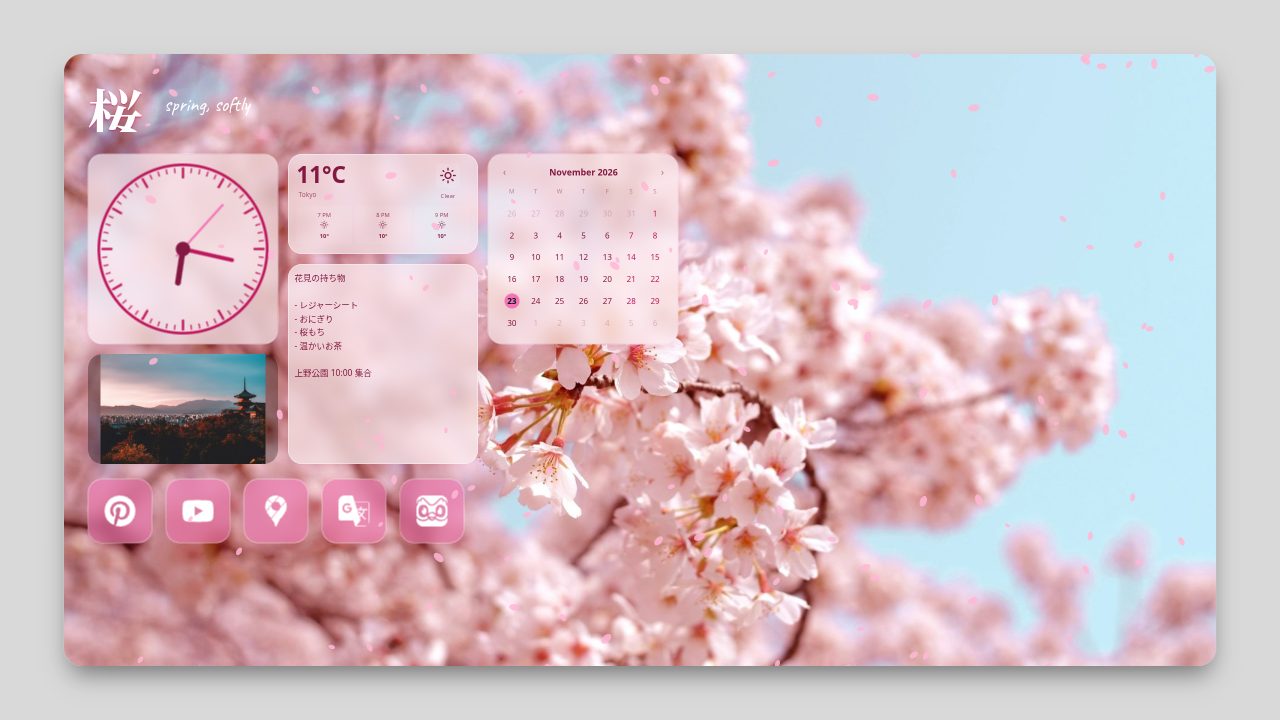 桜
spring, softly
11°C
Tokyo
Clear
7 PM
8 PM
9 PM
10°
10°
10°
花見の持ち物
- レジャーシート
- おにぎり
- 桜もち
- 温かいお茶
上野公園 10:00 集合
‹ November 2026 ›
M T W T F S S
26 27 28 29 30 31 1
2 3 4 5 6 7 8
9 10 11 12 13 14 15
16 17 18 19 20 21 22
23 24 25 26 27 28 29
30 1 2 3 4 5 6
G 文